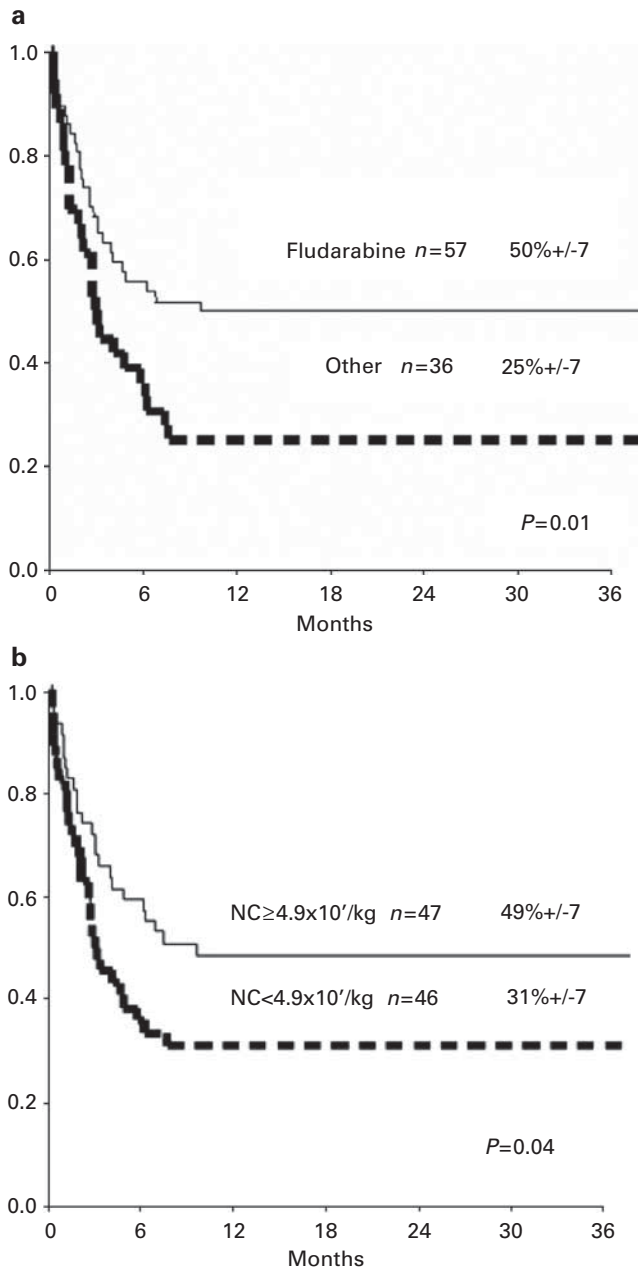 a
1.0
0.8
Fludarabine n=57 50%+/-7
0.6
0.4
Other n=36 25%+/-7
0.2
P=0.01
0.0
0 6 12 18 24 30 36
Months
b
1.0
0.8
0.6
NC≥4.9x10'/kg n=47 49%+/-7
0.4
NC<4.9x10'/kg n=46 31%+/-7
0.2
P=0.04
0.0
0 6 12 18 24 30 36
Months